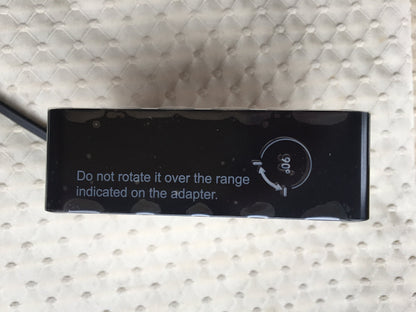 Do not rotate it over the range
indicated on the adapter.
90°